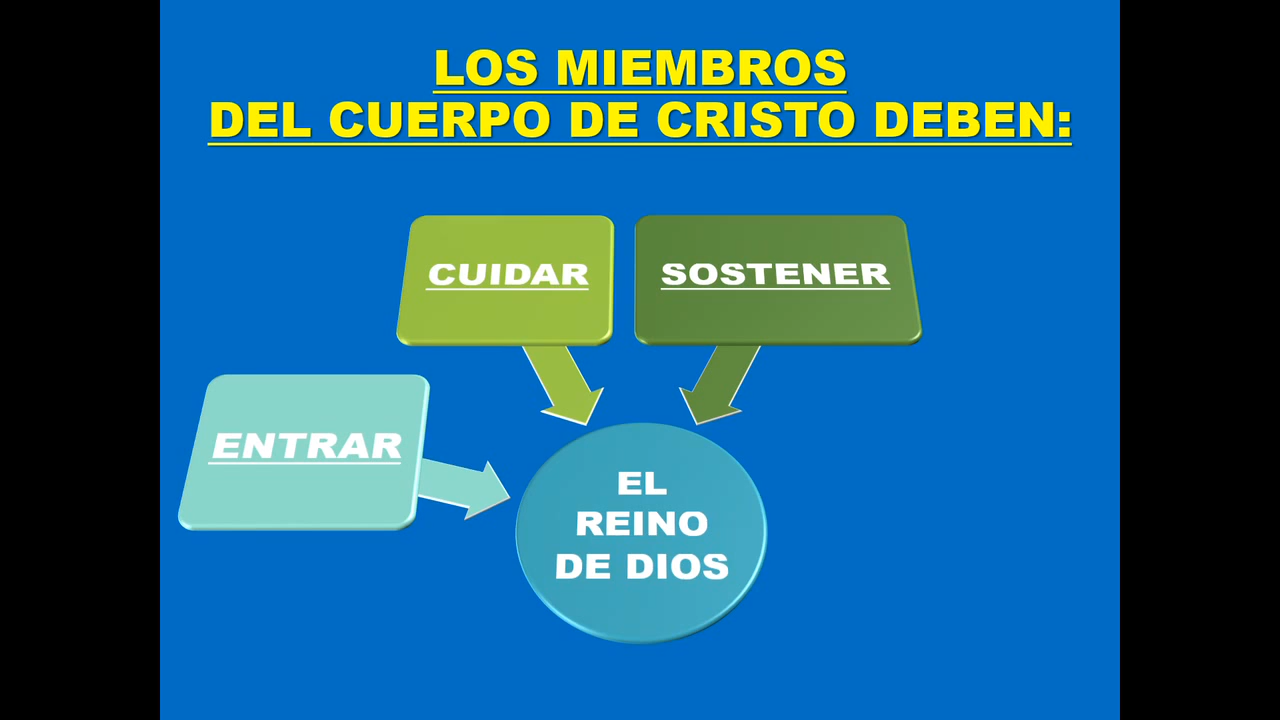 LOS MIEMBROS
DEL CUERPO DE CRISTO DEBEN:
CUIDAR
SOSTENER
ENTRAR
EL
REINO
DE DIOS